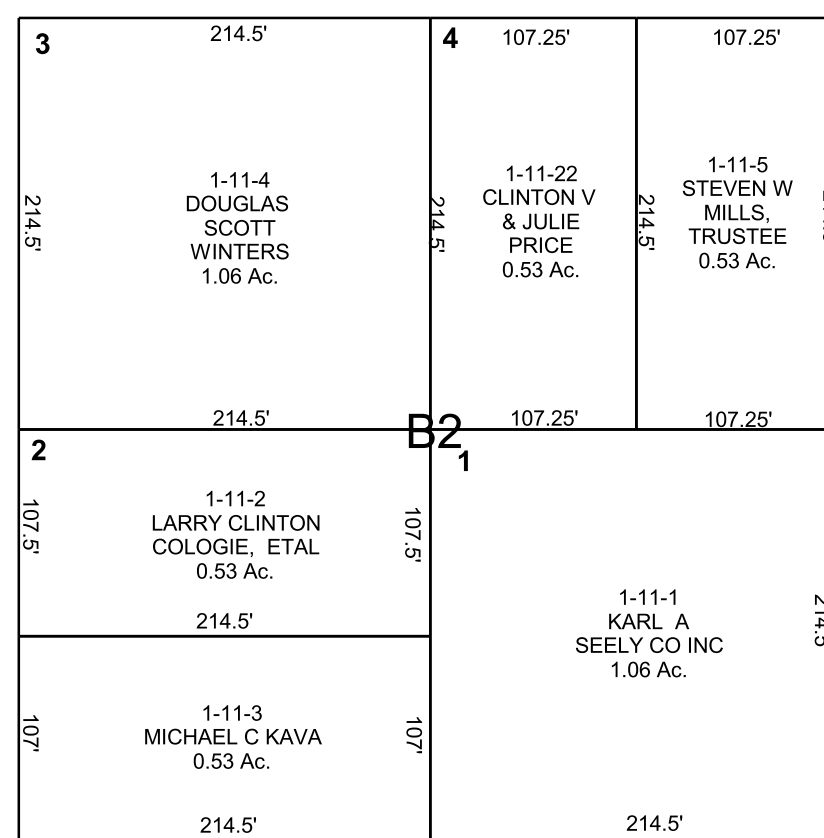 3
214.5'
4
107.25'
107.25'
214.5'
1-11-4
DOUGLAS
SCOTT
WINTERS
1.06 Ac.
214.5'
1-11-22
CLINTON V
& JULIE
PRICE
0.53 Ac.
214.5'
1-11-5
STEVEN W
MILLS,
TRUSTEE
0.53 Ac.
214.5'
107.25'
107.25'
B2
2
1
107.5'
1-11-2
LARRY CLINTON
COLOGIE, ETAL
0.53 Ac.
107.5'
214.5'
1-11-1
KARL A
SEELY CO INC
1.06 Ac.
214.5
107'
1-11-3
MICHAEL C KAVA
0.53 Ac.
107'
214.5'
214.5'